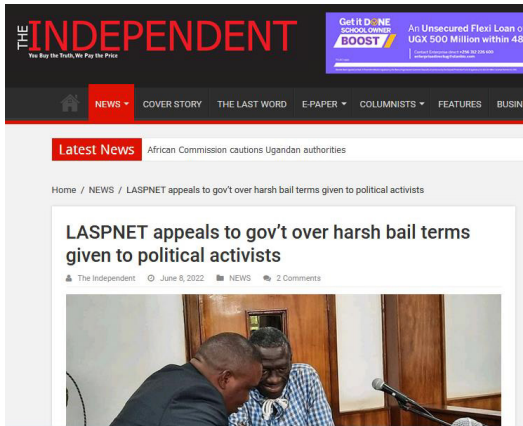 THE INDEPENDENT
You Buy the Truth, We Pay the Price
Get it DONE
SCHOOL OWNER
BOOST
An Unsecured Flexi Loan o
UGX 500 Million within 48
NEWS
COVER STORY
THE LAST WORD
E-PAPER
COLUMNISTS
FEATURES
BUSIN
Latest News
African Commission cautions Ugandan authorities
Home / NEWS / LASPNET appeals to gov't over harsh bail terms given to political activists
LASPNET appeals to gov't over harsh bail terms
given to political activists
The Independent
June 8, 2022
NEWS
2 Comments